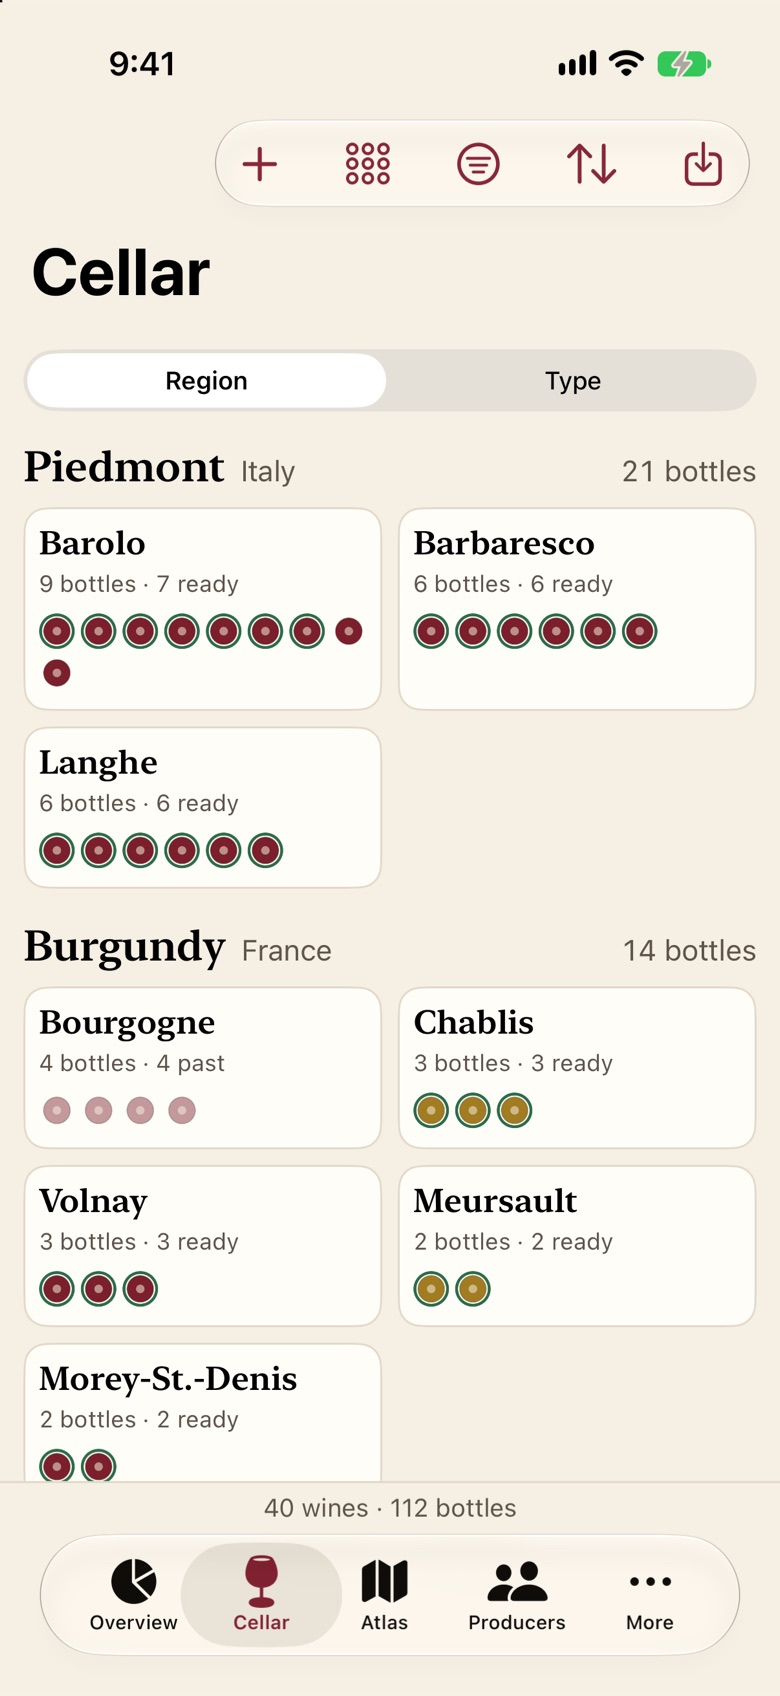 9:41
Cellar
Region
Type
Piedmont Italy 21 bottles
Barolo
9 bottles · 7 ready
Barbaresco
6 bottles · 6 ready
Langhe
6 bottles · 6 ready
Burgundy France 14 bottles
Bourgogne
4 bottles · 4 past
Chablis
3 bottles · 3 ready
Volnay
3 bottles · 3 ready
Meursault
2 bottles · 2 ready
Morey-St.-Denis
2 bottles · 2 ready
40 wines · 112 bottles
Overview
Cellar
Atlas
Producers
More